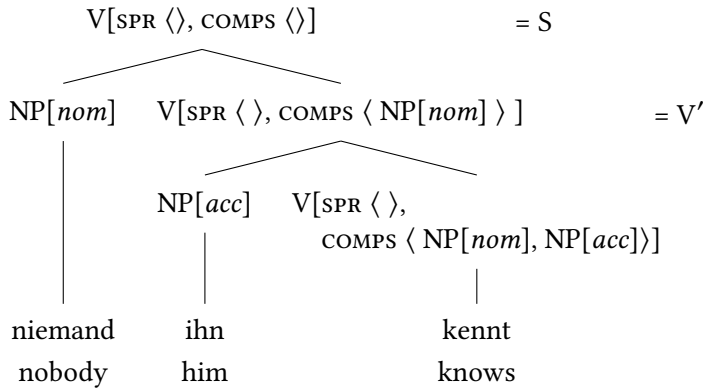 V[SPR ⟨⟩, COMPS ⟨⟩] = S
NP[nom] V[SPR ⟨ ⟩, COMPS ⟨ NP[nom] ⟩ ] = V′
NP[acc] V[SPR ⟨ ⟩,
COMPS ⟨ NP[nom], NP[acc]⟩]
niemand ihn kennt
nobody him knows